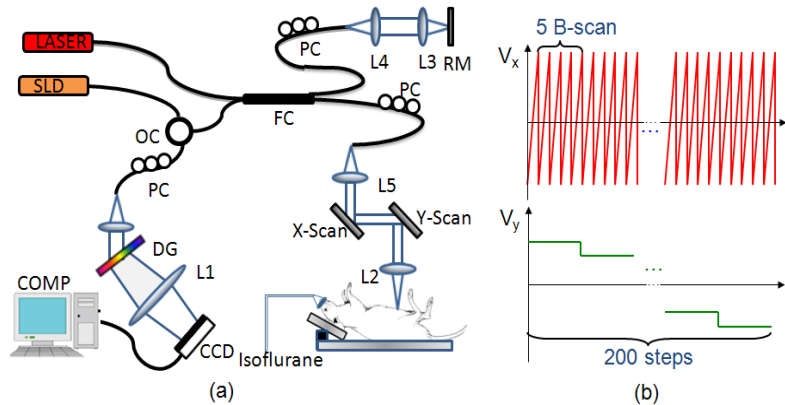 LASER
SLD
OC
PC
FC
PC
L4
L3
RM
PC
L5
X-Scan
Y-Scan
L2
DG
L1
COMP
CCD
Isoflurane
(a)
5 B-scan
Vx
...
Vy
...
200 steps
(b)